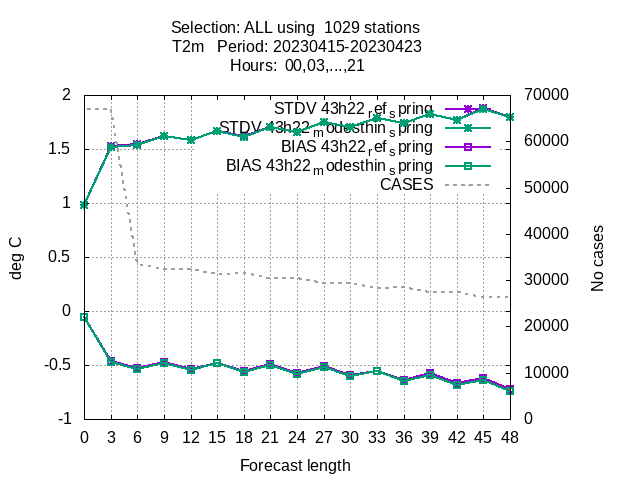 Selection: ALL using  1029 stations
T2m   Period: 20230415-20230423
Hours:  00,03,...,21
STDV 43h22_ref_spring
STDV 43h22_modesthin_spring
BIAS 43h22_ref_spring
BIAS 43h22_modesthin_spring
CASES
2
1.5
1
0.5
0
-0.5
-1
deg C
70000
60000
50000
40000
30000
20000
10000
0
No cases
0 3 6 9 12 15 18 21 24 27 30 33 36 39 42 45 48
Forecast length